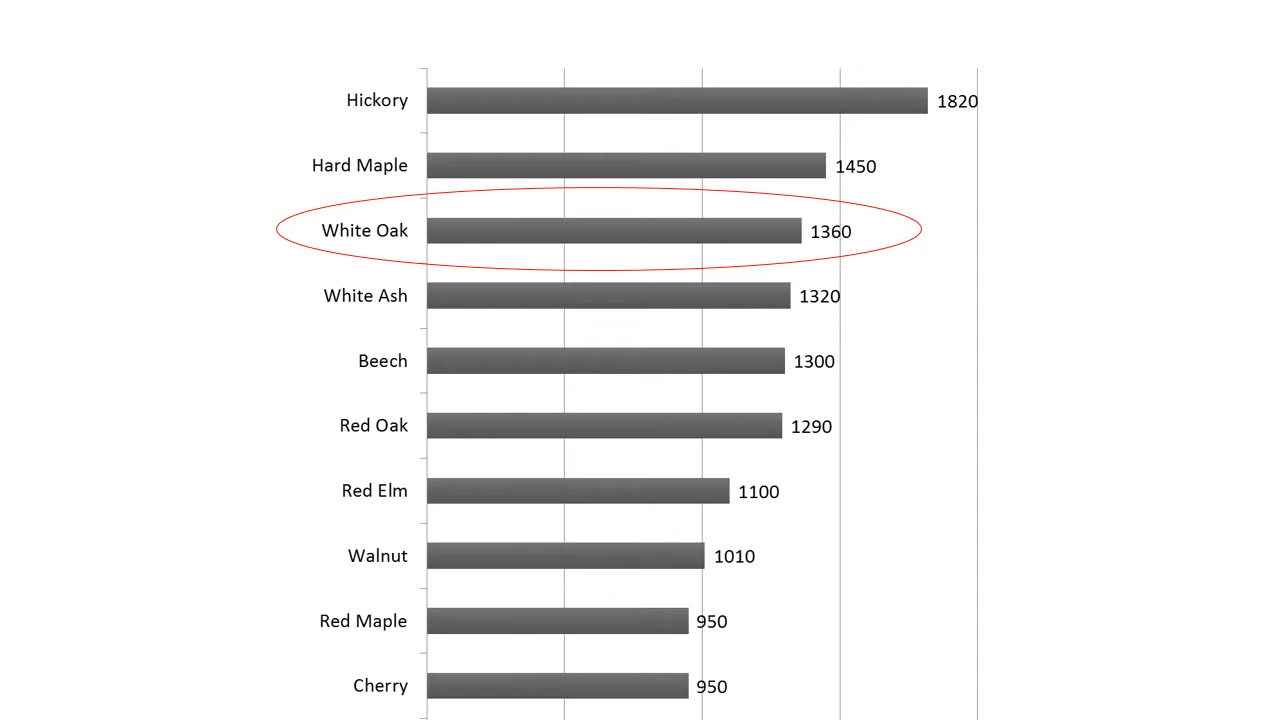 Hickory 1820
Hard Maple 1450
White Oak 1360
White Ash 1320
Beech 1300
Red Oak 1290
Red Elm 1100
Walnut 1010
Red Maple 950
Cherry 950